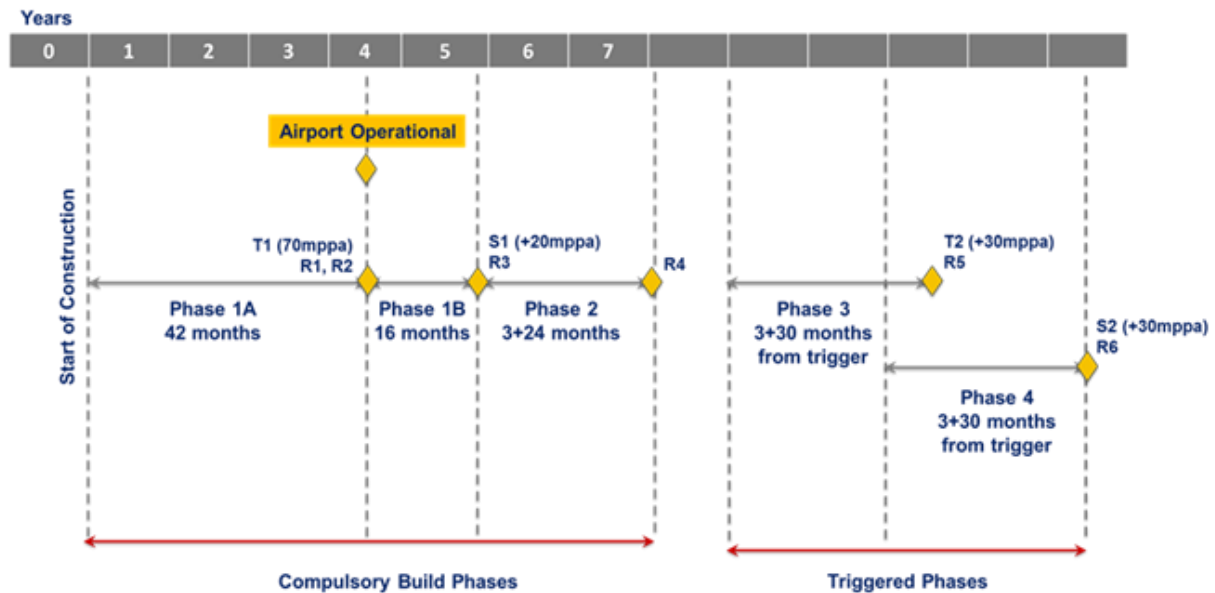 Years
0 1 2 3 4 5 6 7
Airport Operational
Start of Construction
T1 (70mppa)
R1, R2
S1 (+20mppa)
R3
R4
T2 (+30mppa)
R5
Phase 1A
42 months
Phase 1B
16 months
Phase 2
3+24 months
Phase 3
3+30 months
from trigger
S2 (+30mppa)
R6
Phase 4
3+30 months
from trigger
Compulsory Build Phases
Triggered Phases